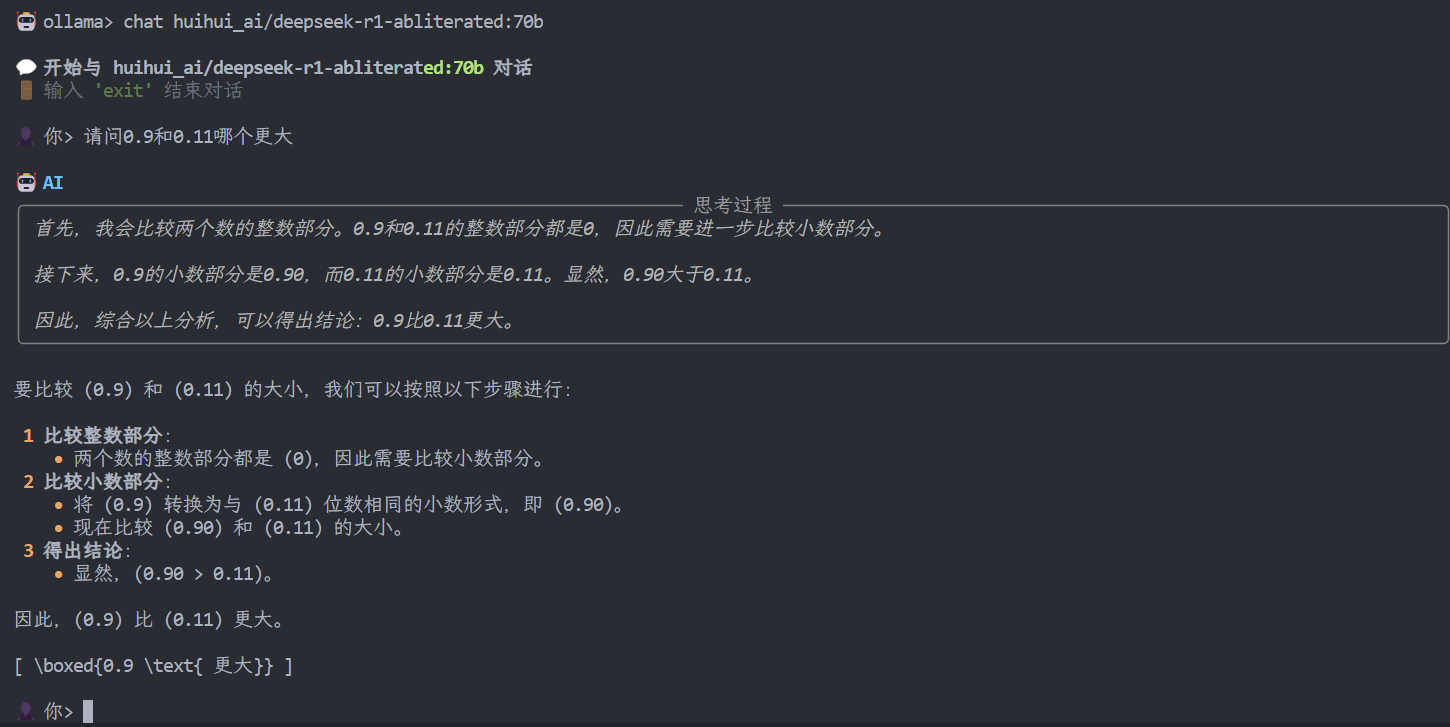 ollama> chat huihui_ai/deepseek-r1-abliterated:70b
开始与 huihui_ai/deepseek-r1-abliterated:70b 对话
输入 'exit' 结束对话
你> 请问0.9和0.11哪个更大
AI
思考过程
首先，我会比较两个数的整数部分。0.9和0.11的整数部分都是0，因此需要进一步比较小数部分。
接下来，0.9的小数部分是0.90，而0.11的小数部分是0.11。显然，0.90大于0.11。
因此，综合以上分析，可以得出结论：0.9比0.11更大。
要比较 (0.9) 和 (0.11) 的大小，我们可以按照以下步骤进行：
1 比较整数部分：
• 两个数的整数部分都是 (0)，因此需要比较小数部分。
2 比较小数部分：
• 将 (0.9) 转换为与 (0.11) 位数相同的小数形式，即 (0.90)。
• 现在比较 (0.90) 和 (0.11) 的大小。
3 得出结论：
• 显然，(0.90 > 0.11)。
因此，(0.9) 比 (0.11) 更大。
[ \boxed{0.9 \text{ 更大}} ]
你>